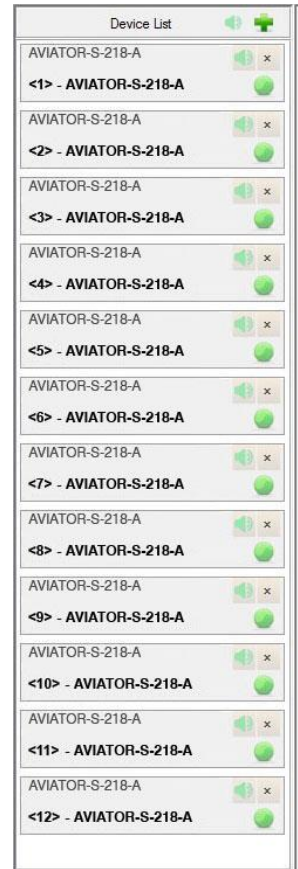 Device List
AVIATOR-S-218-A
<1> - AVIATOR-S-218-A
AVIATOR-S-218-A
<2> - AVIATOR-S-218-A
AVIATOR-S-218-A
<3> - AVIATOR-S-218-A
AVIATOR-S-218-A
<4> - AVIATOR-S-218-A
AVIATOR-S-218-A
<5> - AVIATOR-S-218-A
AVIATOR-S-218-A
<6> - AVIATOR-S-218-A
AVIATOR-S-218-A
<7> - AVIATOR-S-218-A
AVIATOR-S-218-A
<8> - AVIATOR-S-218-A
AVIATOR-S-218-A
<9> - AVIATOR-S-218-A
AVIATOR-S-218-A
<10> - AVIATOR-S-218-A
AVIATOR-S-218-A
<11> - AVIATOR-S-218-A
AVIATOR-S-218-A
<12> - AVIATOR-S-218-A